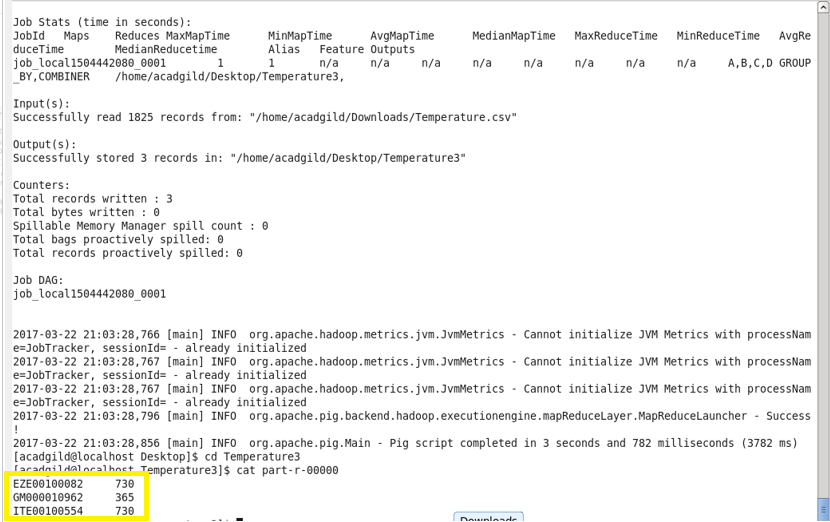 Job Stats (time in seconds):
JobId   Maps    Reduces MaxMapTime      MinMapTime      AvgMapTime      MedianMapTime   MaxReduceTime   MinReduceTime   AvgRe
duceTime        MedianReducetime        Alias   Feature Outputs
job_local1504442080_0001        1       1       n/a     n/a     n/a     n/a     n/a     n/a     n/a     n/a     A,B,C,D GROUP
_BY,COMBINER    /home/acadgild/Desktop/Temperature3,
Input(s):
Successfully read 1825 records from: "/home/acadgild/Downloads/Temperature.csv"
Output(s):
Successfully stored 3 records in: "/home/acadgild/Desktop/Temperature3"
Counters:
Total records written : 3
Total bytes written : 0
Spillable Memory Manager spill count : 0
Total bags proactively spilled: 0
Total records proactively spilled: 0
Job DAG:
job_local1504442080_0001
2017-03-22 21:03:28,766 [main] INFO  org.apache.hadoop.metrics.jvm.JvmMetrics - Cannot initialize JVM Metrics with processNam
e=JobTracker, sessionId= - already initialized
2017-03-22 21:03:28,767 [main] INFO  org.apache.hadoop.metrics.jvm.JvmMetrics - Cannot initialize JVM Metrics with processNam
e=JobTracker, sessionId= - already initialized
2017-03-22 21:03:28,767 [main] INFO  org.apache.hadoop.metrics.jvm.JvmMetrics - Cannot initialize JVM Metrics with processNam
e=JobTracker, sessionId= - already initialized
2017-03-22 21:03:28,796 [main] INFO  org.apache.pig.backend.hadoop.executionengine.mapReduceLayer.MapReduceLauncher - Success
!
2017-03-22 21:03:28,856 [main] INFO  org.apache.pig.Main - Pig script completed in 3 seconds and 782 milliseconds (3782 ms)
[acadgild@localhost Desktop]$ cd Temperature3
[acadgild@localhost Temperature3]$ cat part-r-00000
EZE00100082     730
GM000010962     365
ITE00100554     730
Downloads